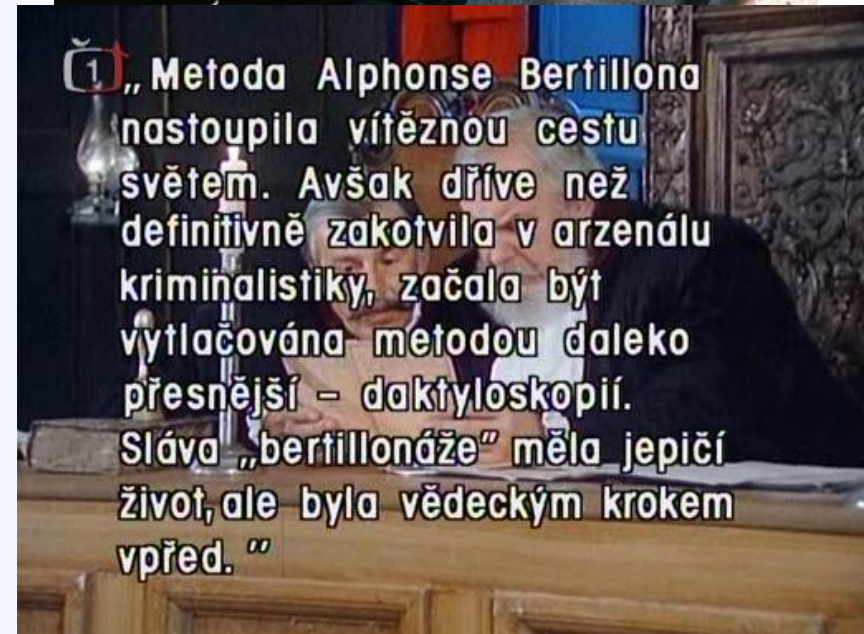 1
„Metoda Alphonse Bertillona
nastoupila vítěznou cestu
světem. Avšak dříve než
definitivně zakotvila v arzenálu
kriminalistiky, začala být
vytlačována metodou daleko
přesnější – daktyloskopií.
Sláva „bertillonáže” měla jepičí
život, ale byla vědeckým krokem
vpřed.”